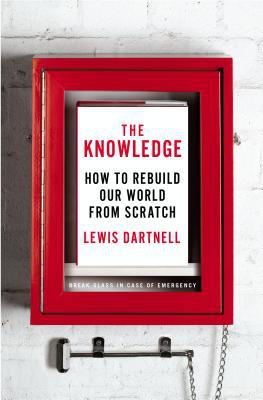 THE
KNOWLEDGE
HOW TO REBUILD
OUR WORLD
FROM SCRATCH
LEWIS DARTNELL
BREAK GLASS IN CASE OF EMERGENCY